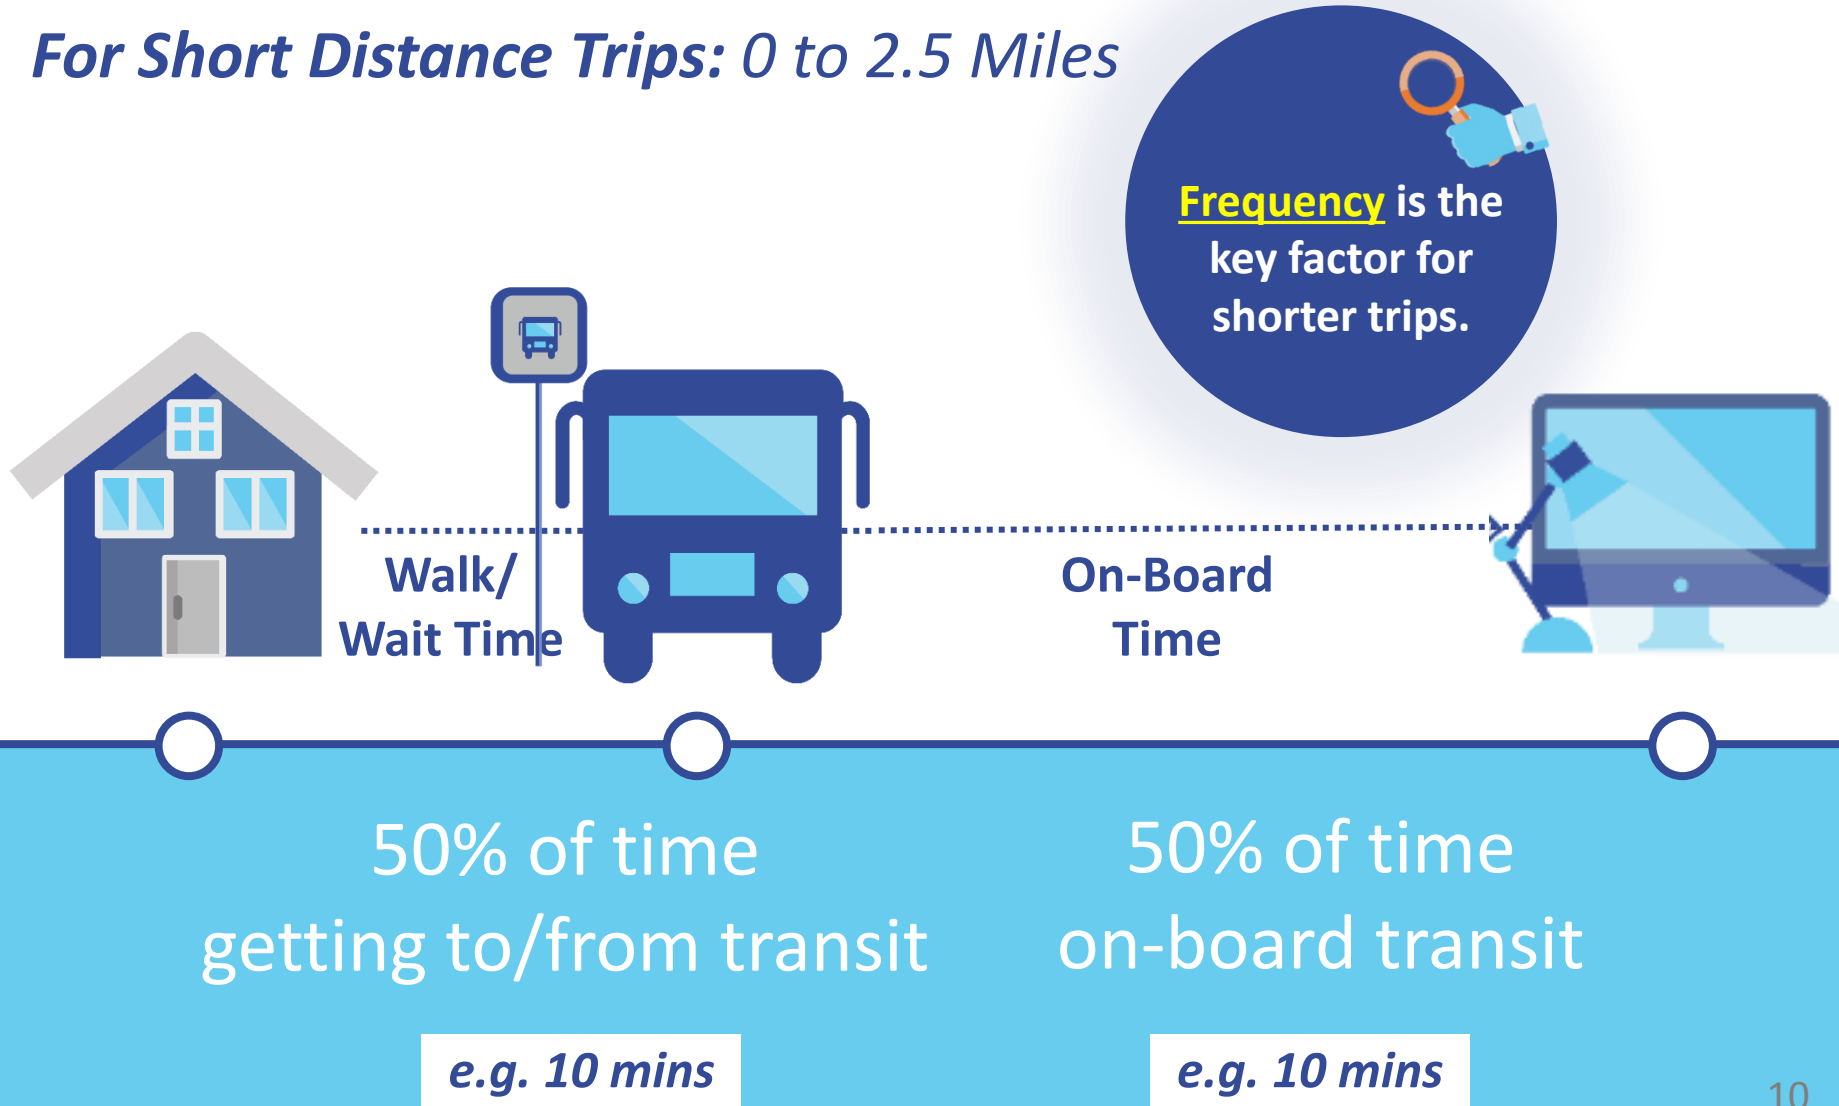 For Short Distance Trips: 0 to 2.5 Miles
Frequency is the
key factor for
shorter trips.
Walk/
Wait Time
On-Board
Time
50% of time
getting to/from transit
e.g. 10 mins
50% of time
on-board transit
e.g. 10 mins
10